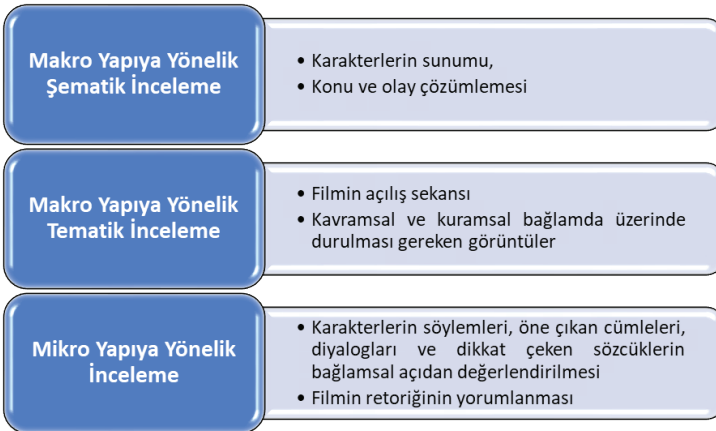 Makro Yapıya Yönelik
Şematik İnceleme
• Karakterlerin sunumu,
• Konu ve olay çözümlemesi
Makro Yapıya Yönelik
Tematik İnceleme
• Filmin açılış sekansı
• Kavramsal ve kuramsal bağlamda üzerinde
durulması gereken görüntüler
Mikro Yapıya Yönelik
İnceleme
• Karakterlerin söylemleri, öne çıkan cümleleri,
diyalogları ve dikkat çeken sözcüklerin
bağlamsal açıdan değerlendirilmesi
• Filmin retoriğinin yorumlanması